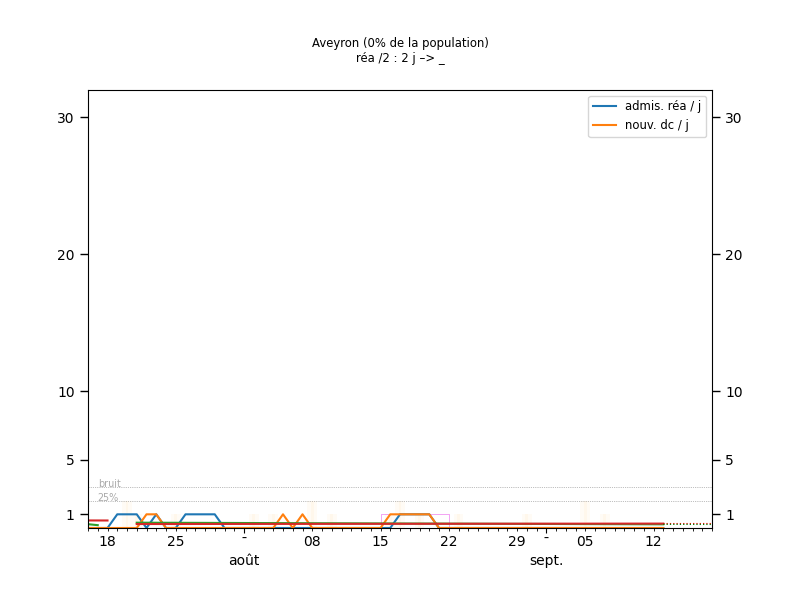 Aveyron (0% de la population)
réa /2 : 2 j –> _
admis. réa / j
nouv. dc / j
30 30
20 20
10 10
5 5
bruit
25%
1 1
18 25 - 08 15 22 29 - 05 12
août sept.